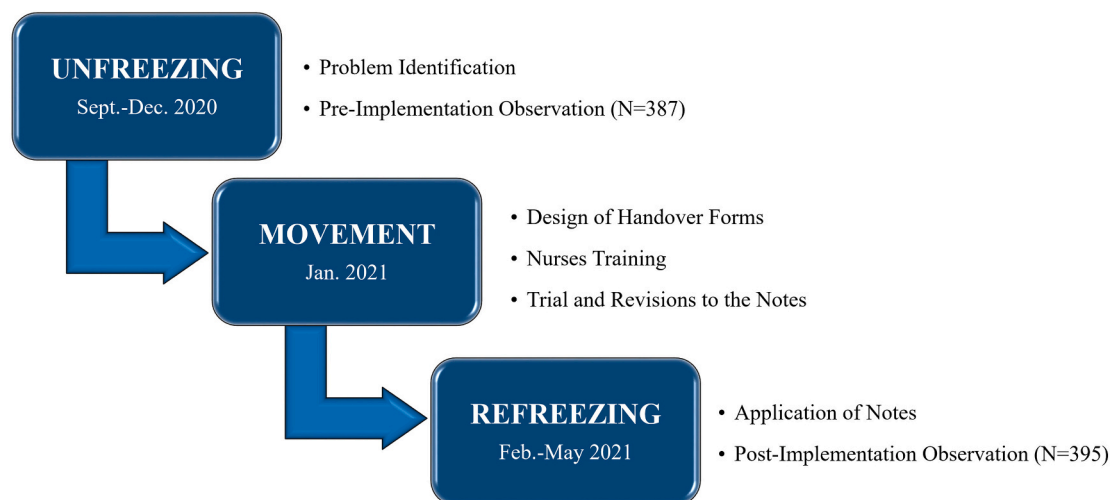 UNFREEZING
Sept.-Dec. 2020
• Problem Identification
• Pre-Implementation Observation (N=387)
MOVEMENT
Jan. 2021
• Design of Handover Forms
• Nurses Training
• Trial and Revisions to the Notes
REFREEZING
Feb.-May 2021
• Application of Notes
• Post-Implementation Observation (N=395)